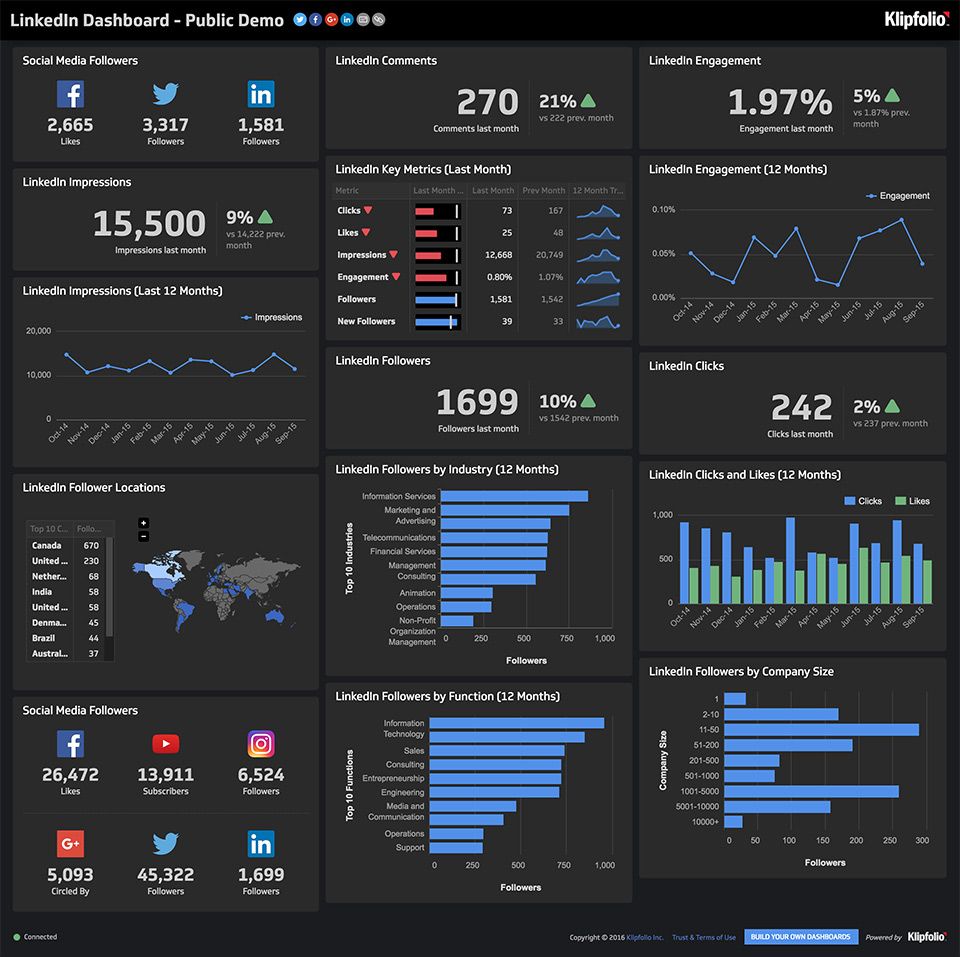 LinkedIn Dashboard - Public Demo
Klipfolio
Social Media Followers
2,665
3,317
1,581
Likes
Followers
Followers
LinkedIn Impressions
15,500
9%
Impressions last month
vs 14,222 prev. month
LinkedIn Impressions (Last 12 Months)
Impressions
20,000
10,000
0
Oct-14 Nov-14 Dec-14 Jan-15 Feb-15 Mar-15 Apr-15 May-15 Jun-15 Jul-15 Aug-15 Sep-15
LinkedIn Follower Locations
Top 10 C... Follo...
Canada 670
United ... 230
Nether... 68
India 58
United ... 58
Denma... 45
Brazil 44
Austral... 37
+
−
Social Media Followers
26,472
13,911
6,524
Likes
Subscribers
Followers
G+
5,093
45,322
1,699
Circled By
Followers
Followers
LinkedIn Comments
270
21%
Comments last month
vs 222 prev. month
LinkedIn Key Metrics (Last Month)
Metric Last Month ... Last Month Prev Month 12 Month Tr...
Clicks 73 167
Likes 25 48
Impressions 12,668 20,749
Engagement 0.80% 1.07%
Followers 1,581 1,542
New Followers 39 33
LinkedIn Followers
1699
10%
Followers last month
vs 1542 prev. month
LinkedIn Followers by Industry (12 Months)
Top 10 Industries
Information Services
Marketing and
Advertising
Telecommunications
Financial Services
Management
Consulting
Animation
Operations
Non-Profit
Organization
Management
0 250 500 750 1,000
Followers
LinkedIn Followers by Function (12 Months)
Top 10 Functions
Information
Technology
Sales
Consulting
Entrepreneurship
Engineering
Media and
Communication
Operations
Support
0 250 500 750 1,000
Followers
LinkedIn Engagement
1.97%
5%
Engagement last month
vs 1.87% prev.
month
LinkedIn Engagement (12 Months)
Engagement
0.10%
0.05%
0.00%
Oct-14 Nov-14 Dec-14 Jan-15 Feb-15 Mar-15 Apr-15 May-15 Jun-15 Jul-15 Aug-15 Sep-15
LinkedIn Clicks
242
2%
Clicks last month
vs 237 prev. month
LinkedIn Clicks and Likes (12 Months)
Clicks Likes
1,000
500
0
Oct-14 Nov-14 Dec-14 Jan-15 Feb-15 Mar-15 Apr-15 May-15 Jun-15 Jul-15 Aug-15 Sep-15
LinkedIn Followers by Company Size
Company Size
1
2-10
11-50
51-200
201-500
501-1000
1001-5000
5001-10000
10000+
0 50 100 150 200 250 300
Followers
Connected
Copyright © 2016 Klipfolio Inc. Trust & Terms of Use BUILD YOUR OWN DASHBOARDS Powered by Klipfolio